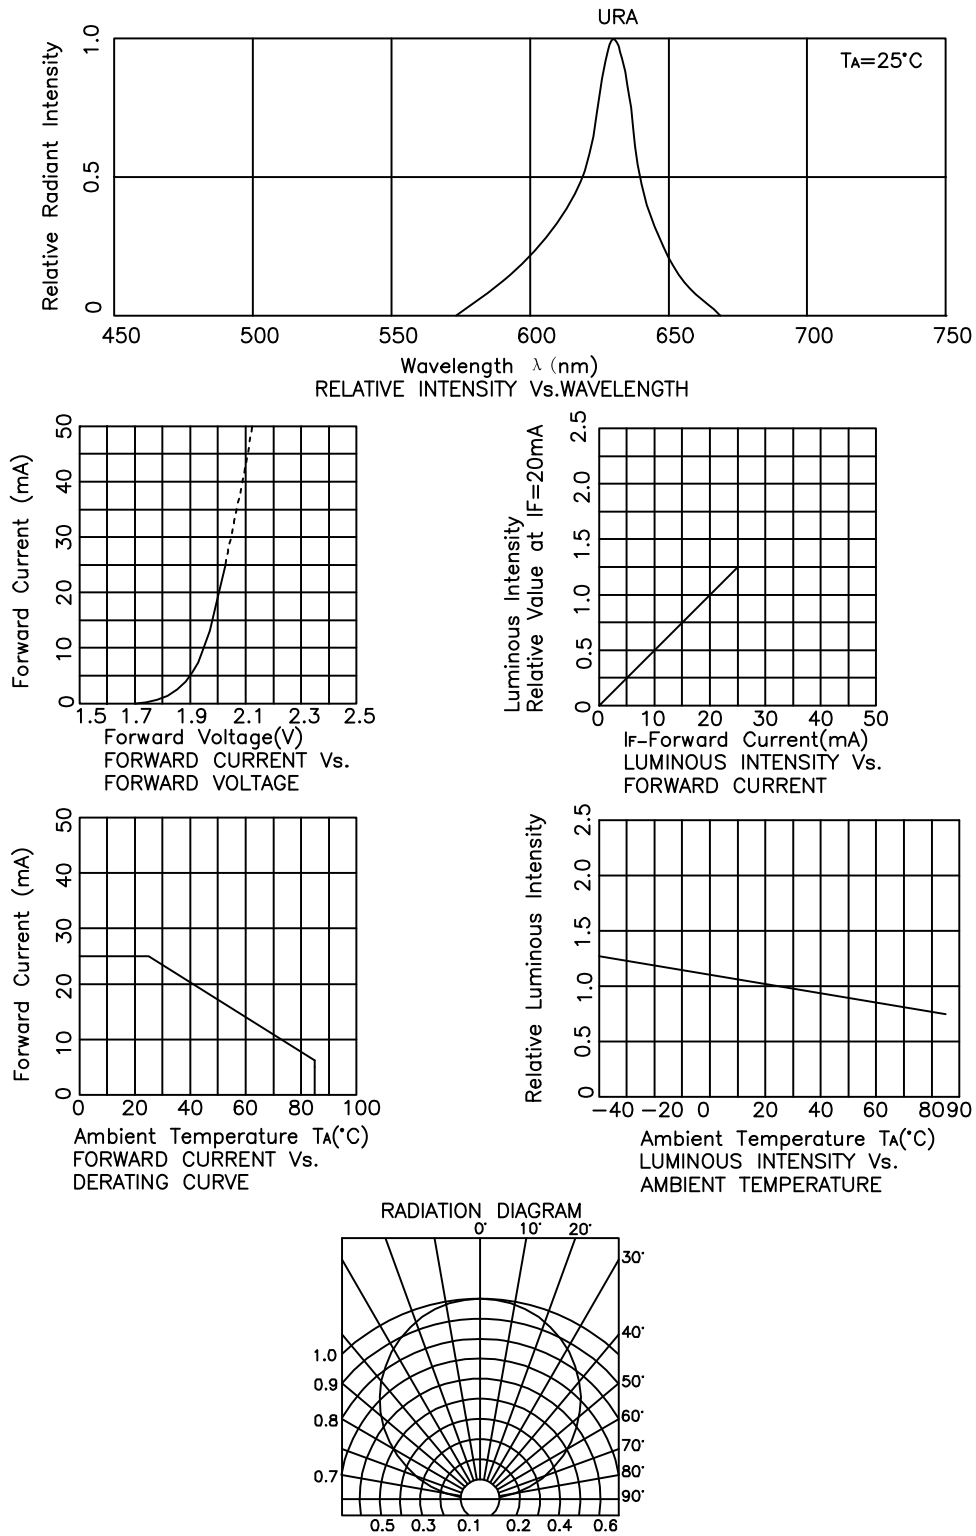 URA
TA=25°C
Relative Radiant Intensity
1.0
0.5
0
450 500 550 600 650 700 750
Wavelength λ (nm)
RELATIVE INTENSITY Vs.WAVELENGTH
Forward Current (mA)
50
40
30
20
10
0
1.5 1.7 1.9 2.1 2.3 2.5
Forward Voltage(V)
FORWARD CURRENT Vs.
FORWARD VOLTAGE
Luminous Intensity
Relative Value at IF=20mA
2.5
2.0
1.5
1.0
0.5
0
0 10 20 30 40 50
IF-Forward Current(mA)
LUMINOUS INTENSITY Vs.
FORWARD CURRENT
Forward Current (mA)
50
40
30
20
10
0
0 20 40 60 80 100
Ambient Temperature TA(°C)
FORWARD CURRENT Vs.
DERATING CURVE
Relative Luminous Intensity
2.5
2.0
1.5
1.0
0.5
0
-40 -20 0 20 40 60 80 90
Ambient Temperature TA(°C)
LUMINOUS INTENSITY Vs.
AMBIENT TEMPERATURE
RADIATION DIAGRAM
0° 10° 20°
30°
40°
50°
60°
70°
80°
90°
1.0
0.9
0.8
0.7
0.5 0.3 0.1 0.2 0.4 0.6